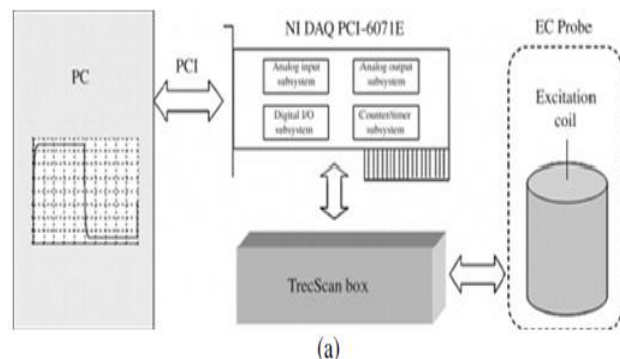 PC
PCI
NI DAQ PCI-6071E
Analog input
subsystem
Analog output
subsystem
Digital I/O
subsystem
Counter/timer
subsystem
EC Probe
Excitation
coil
TrecScan box
(a)